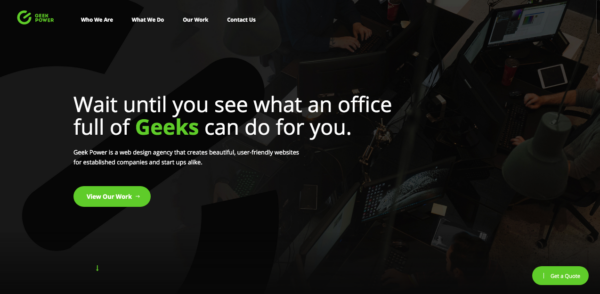 GEEK
POWER
Who We Are
What We Do
Our Work
Contact Us
Wait until you see what an office
full of Geeks can do for you.
Geek Power is a web design agency that creates beautiful, user-friendly websites
for established companies and start ups alike.
View Our Work →
↓
Get a Quote